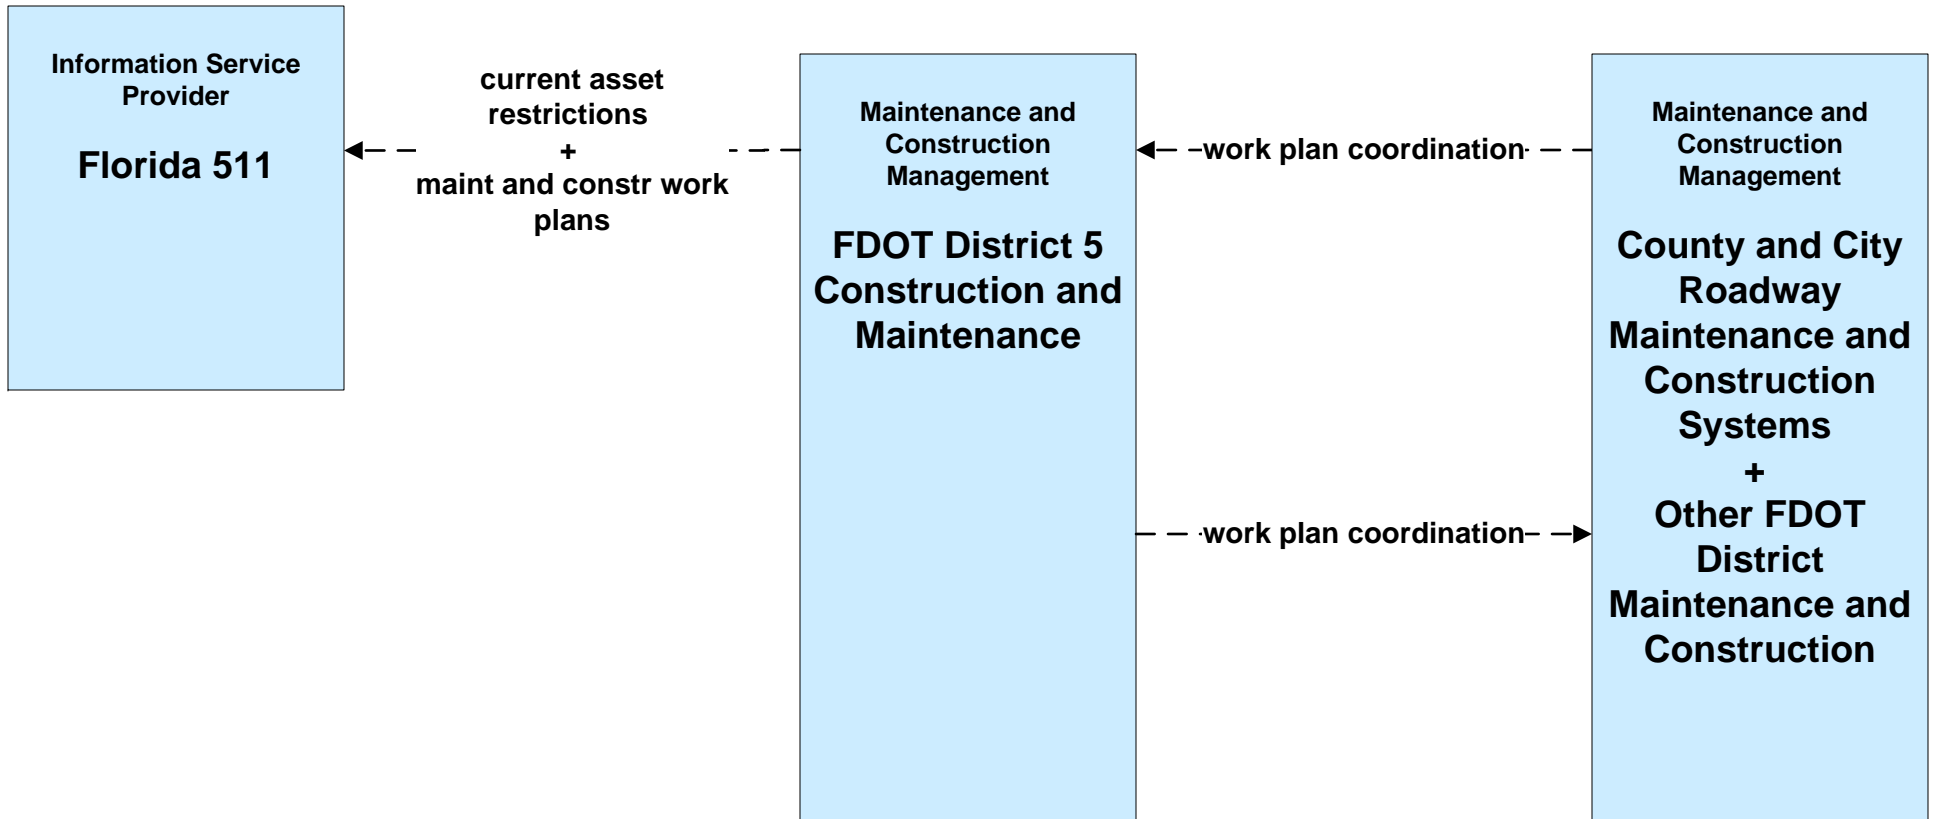 Information Service
Provider
Florida 511
current asset
restrictions
+
maint and constr work
plans
Maintenance and
Construction
Management
FDOT District 5
Construction and
Maintenance
work plan coordination
work plan coordination
Maintenance and
Construction
Management
County and City
Roadway
Maintenance and
Construction
Systems
+
Other FDOT
District
Maintenance and
Construction